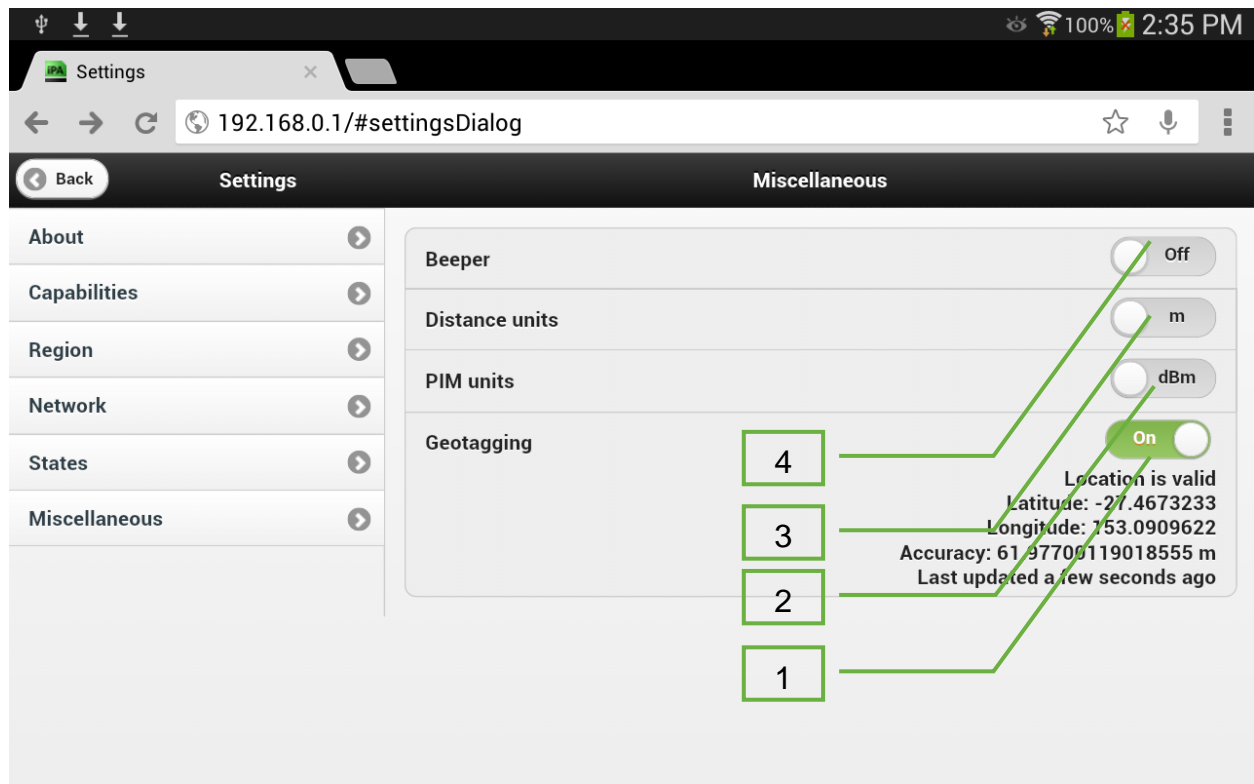 100% 2:35 PM
iPA Settings
192.168.0.1/#settingsDialog
Back Settings Miscellaneous
About
Capabilities
Region
Network
States
Miscellaneous
Beeper Off
Distance units m
PIM units dBm
Geotagging On
Location is valid
Latitude: -27.4673233
Longitude: 153.0909622
Accuracy: 61.97700119018555 m
Last updated a few seconds ago
4
3
2
1